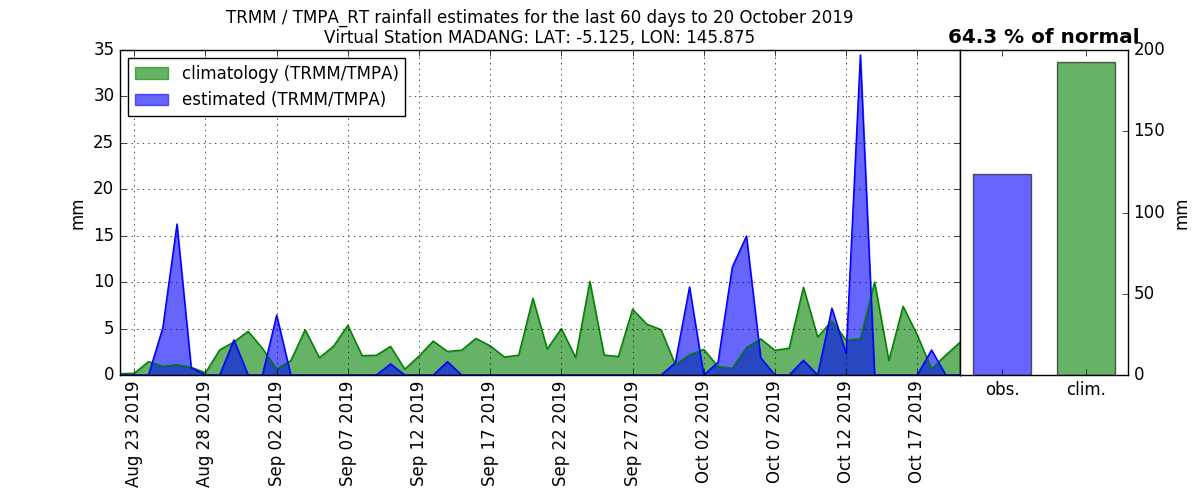 TRMM / TMPA_RT rainfall estimates for the last 60 days to 20 October 2019
Virtual Station MADANG: LAT: -5.125, LON: 145.875
64.3 % of normal
climatology (TRMM/TMPA)
estimated (TRMM/TMPA)
35
30
25
20
15
10
5
0
mm
Aug 23 2019
Aug 28 2019
Sep 02 2019
Sep 07 2019
Sep 12 2019
Sep 17 2019
Sep 22 2019
Sep 27 2019
Oct 02 2019
Oct 07 2019
Oct 12 2019
Oct 17 2019
obs.
clim.
200
150
100
50
0
mm